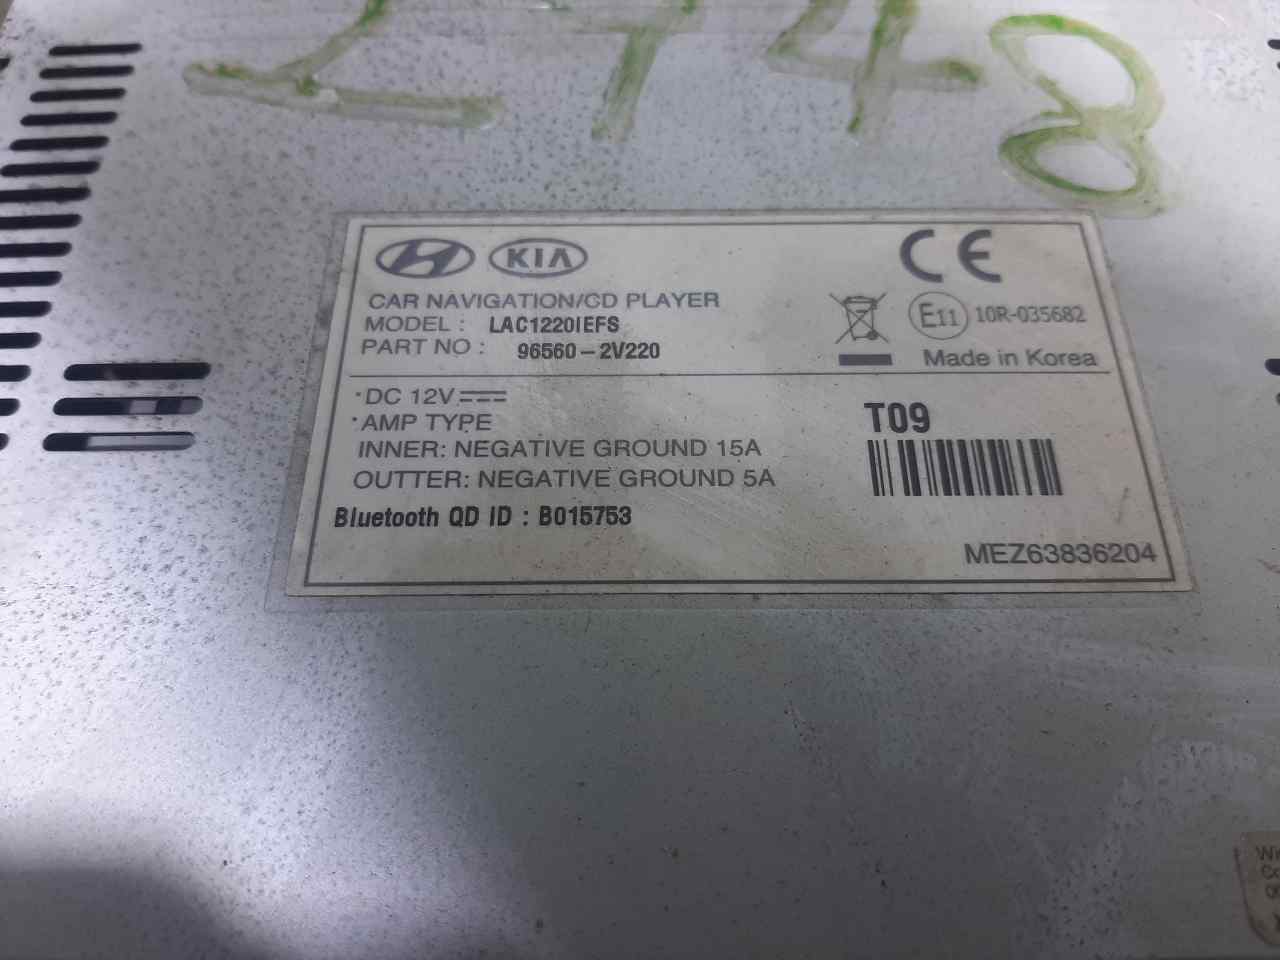 2748
KIA
CE
CAR NAVIGATION/CD PLAYER
MODEL : LAC1220IEFS
PART NO : 96560-2V220
E11 10R-035682
Made in Korea
·DC 12V
·AMP TYPE
INNER: NEGATIVE GROUND 15A
OUTTER: NEGATIVE GROUND 5A
Bluetooth QD ID : B015753
T09
MEZ63836204